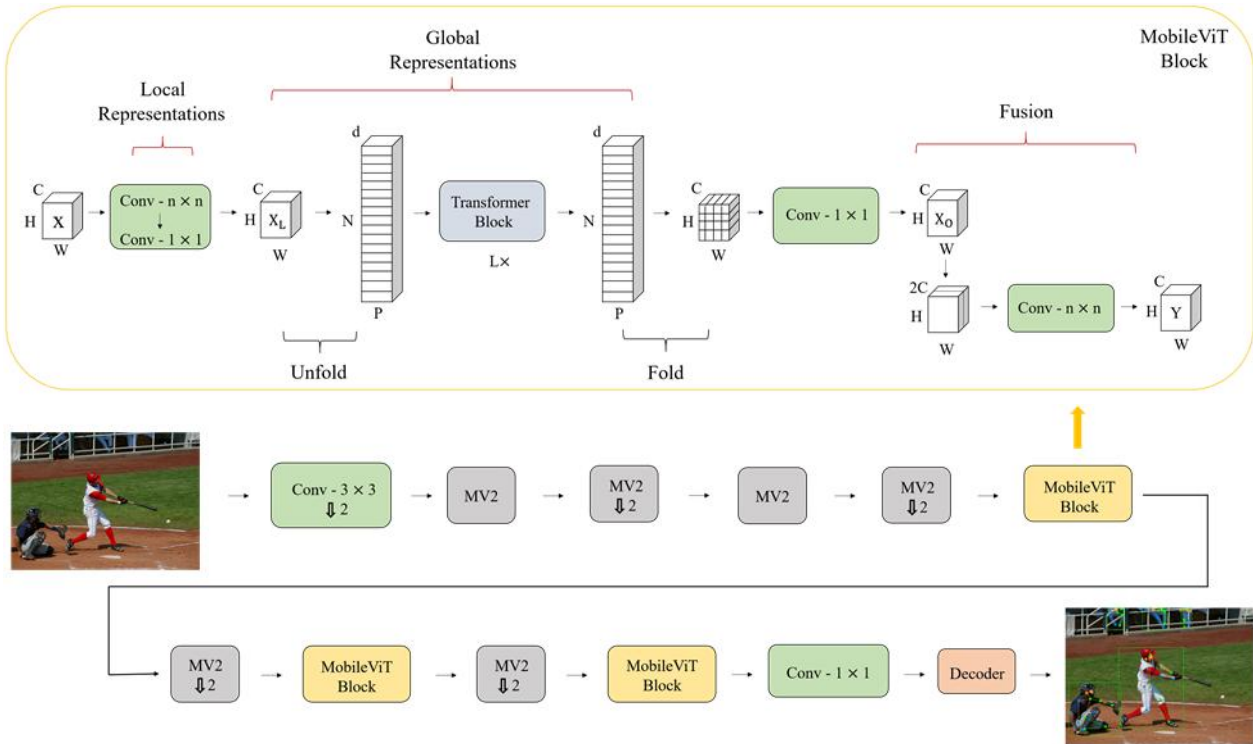 Global
Representations
MobileViT
Block
Local
Representations
Fusion
d
d
C
H
X
W
Conv - n × n
Conv - 1 × 1
C
H
X_L
W
N
P
Transformer
Block
L×
N
P
C
H
W
Conv - 1 × 1
C
H
X_O
W
2C
H
W
Conv - n × n
C
H
Y
W
Unfold
Fold
Conv - 3 × 3
⇩ 2
MV2
MV2
⇩ 2
MV2
MV2
⇩ 2
MobileViT
Block
MV2
⇩ 2
MobileViT
Block
MV2
⇩ 2
MobileViT
Block
Conv - 1 × 1
Decoder